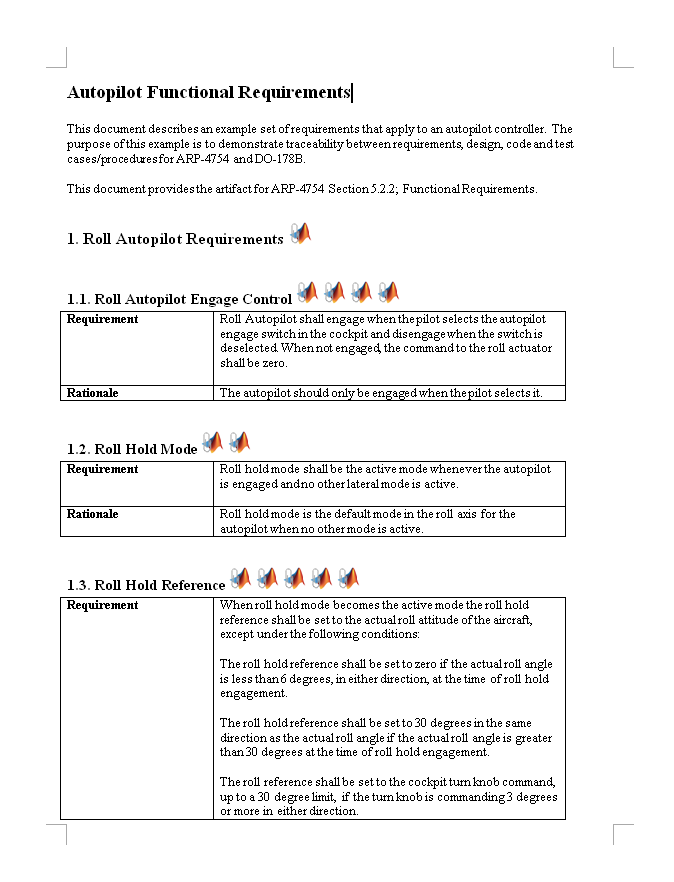 Autopilot Functional Requirements
This document describes an example set of requirements that apply to an autopilot controller. The
purpose of this example is to demonstrate traceability between requirements, design, code and test
cases/procedures for ARP-4754 and DO-178B.
This document provides the artifact for ARP-4754 Section 5.2.2; Functional Requirements.
1. Roll Autopilot Requirements
1.1. Roll Autopilot Engage Control
Requirement
Roll Autopilot shall engage when the pilot selects the autopilot
engage switch in the cockpit and disengage when the switch is
deselected. When not engaged, the command to the roll actuator
shall be zero.
Rationale
The autopilot should only be engaged when the pilot selects it.
1.2. Roll Hold Mode
Requirement
Roll hold mode shall be the active mode whenever the autopilot
is engaged and no other lateral mode is active.
Rationale
Roll hold mode is the default mode in the roll axis for the
autopilot when no other mode is active.
1.3. Roll Hold Reference
Requirement
When roll hold mode becomes the active mode the roll hold
reference shall be set to the actual roll attitude of the aircraft,
except under the following conditions:
The roll hold reference shall be set to zero if the actual roll angle
is less than 6 degrees, in either direction, at the time of roll hold
engagement.
The roll hold reference shall be set to 30 degrees in the same
direction as the actual roll angle if the actual roll angle is greater
than 30 degrees at the time of roll hold engagement.
The roll reference shall be set to the cockpit turn knob command,
up to a 30 degree limit, if the turn knob is commanding 3 degrees
or more in either direction.